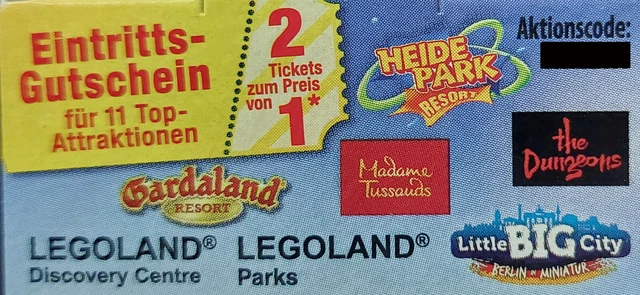 Eintritts-
Gutschein
für 11 Top-
Attraktionen
2
Tickets
zum Preis
von 1*
HEIDE
PARK
RESORT
Aktionscode:
Madame
Tussauds
the
Dungeons
Gardaland
RESORT
LEGOLAND®
Discovery Centre
LEGOLAND®
Parks
Little BIG City
BERLIN IN MINIATUR